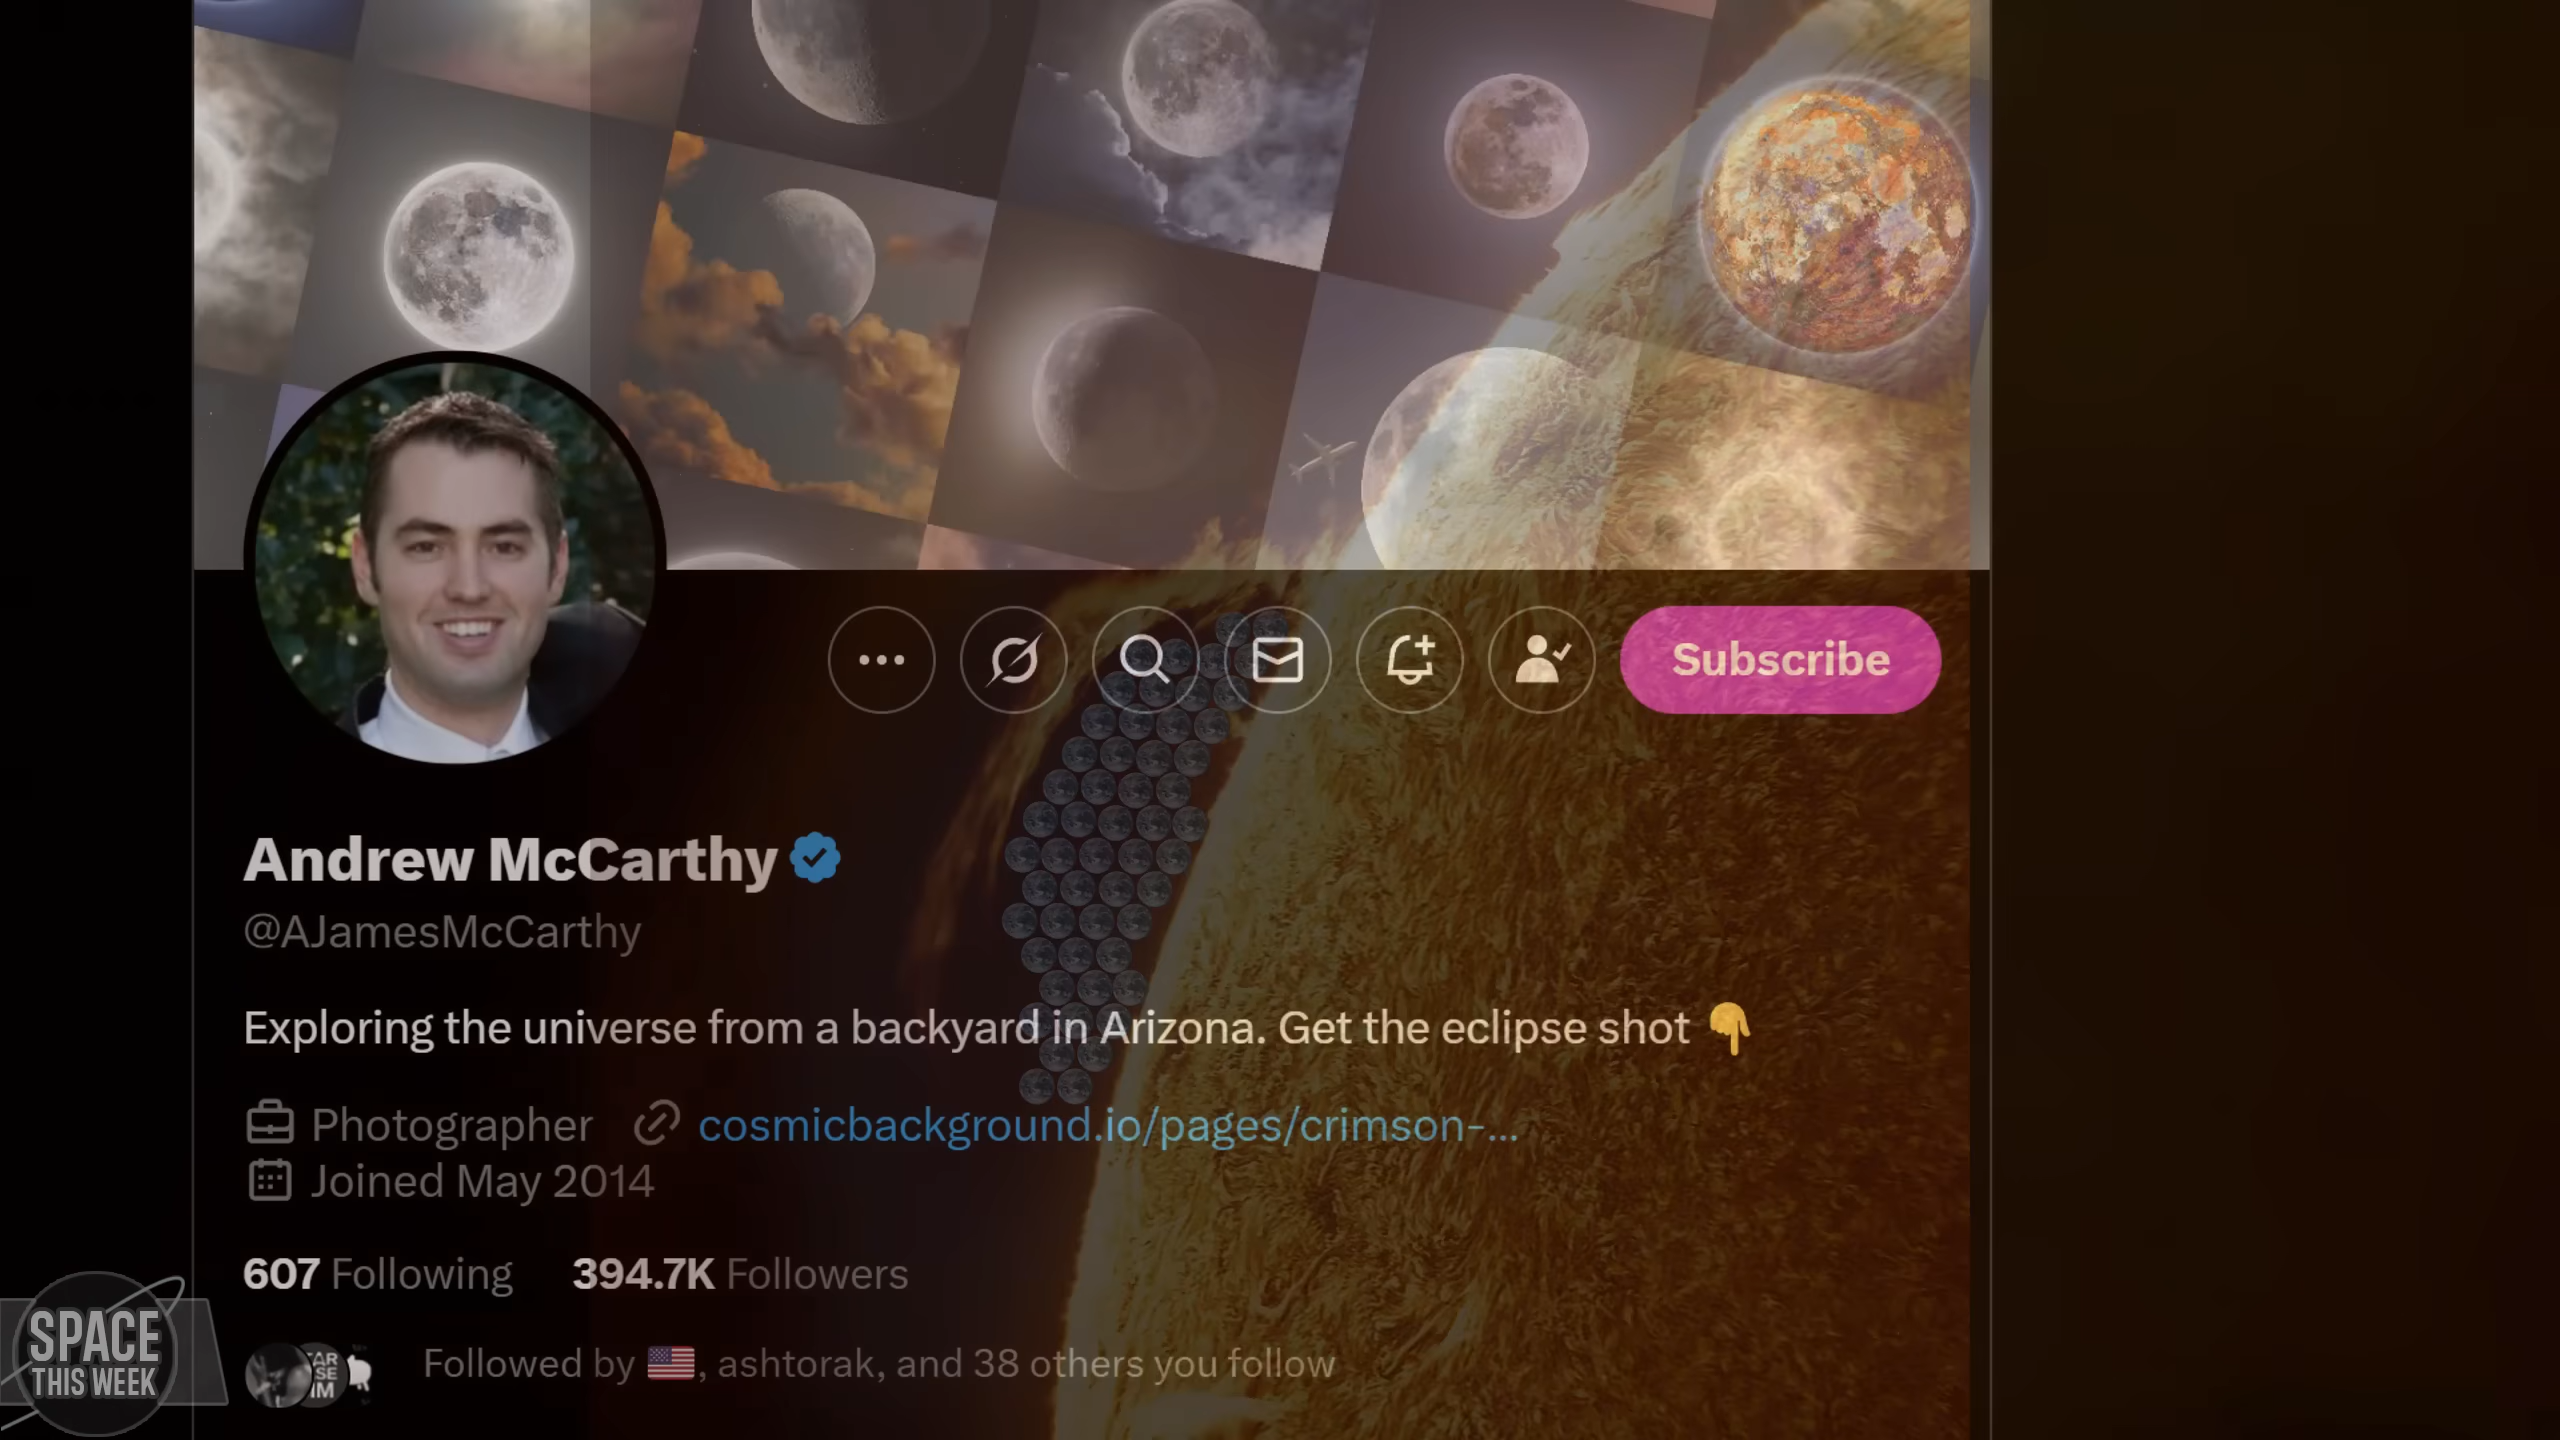 Subscribe
Andrew McCarthy
@AJamesMcCarthy
Exploring the universe from a backyard in Arizona. Get the eclipse shot 👇
Photographer cosmicbackground.io/pages/crimson-...
Joined May 2014
607 Following 394.7K Followers
Followed by 🇺🇸, ashtorak, and 38 others you follow
SPACE
THIS WEEK